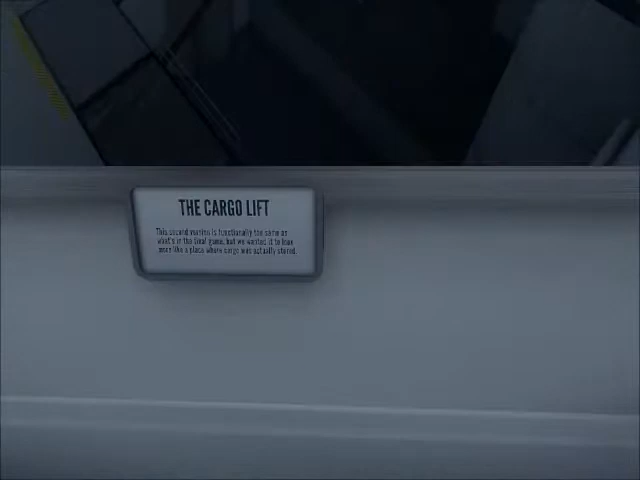 THE CARGO LIFT
This second version is functionally the same as
what's in the final game, but we wanted it to look
more like a place where cargo was actually stored.